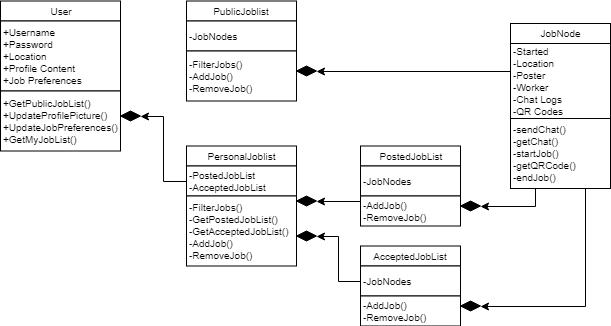 User
+Username
+Password
+Location
+Profile Content
+Job Preferences
+GetPublicJobList()
+UpdateProfilePicture()
+UpdateJobPreferences()
+GetMyJobList()
PublicJoblist
-JobNodes
-FilterJobs()
-AddJob()
-RemoveJob()
JobNode
-Started
-Location
-Poster
-Worker
-Chat Logs
-QR Codes
-sendChat()
-getChat()
-startJob()
-getQRCode()
-endJob()
PersonalJoblist
-PostedJobList
-AcceptedJobList
-FilterJobs()
-GetPostedJobList()
-GetAcceptedJobList()
-AddJob()
-RemoveJob()
PostedJobList
-JobNodes
-AddJob()
-RemoveJob()
AcceptedJobList
-JobNodes
-AddJob()
-RemoveJob()